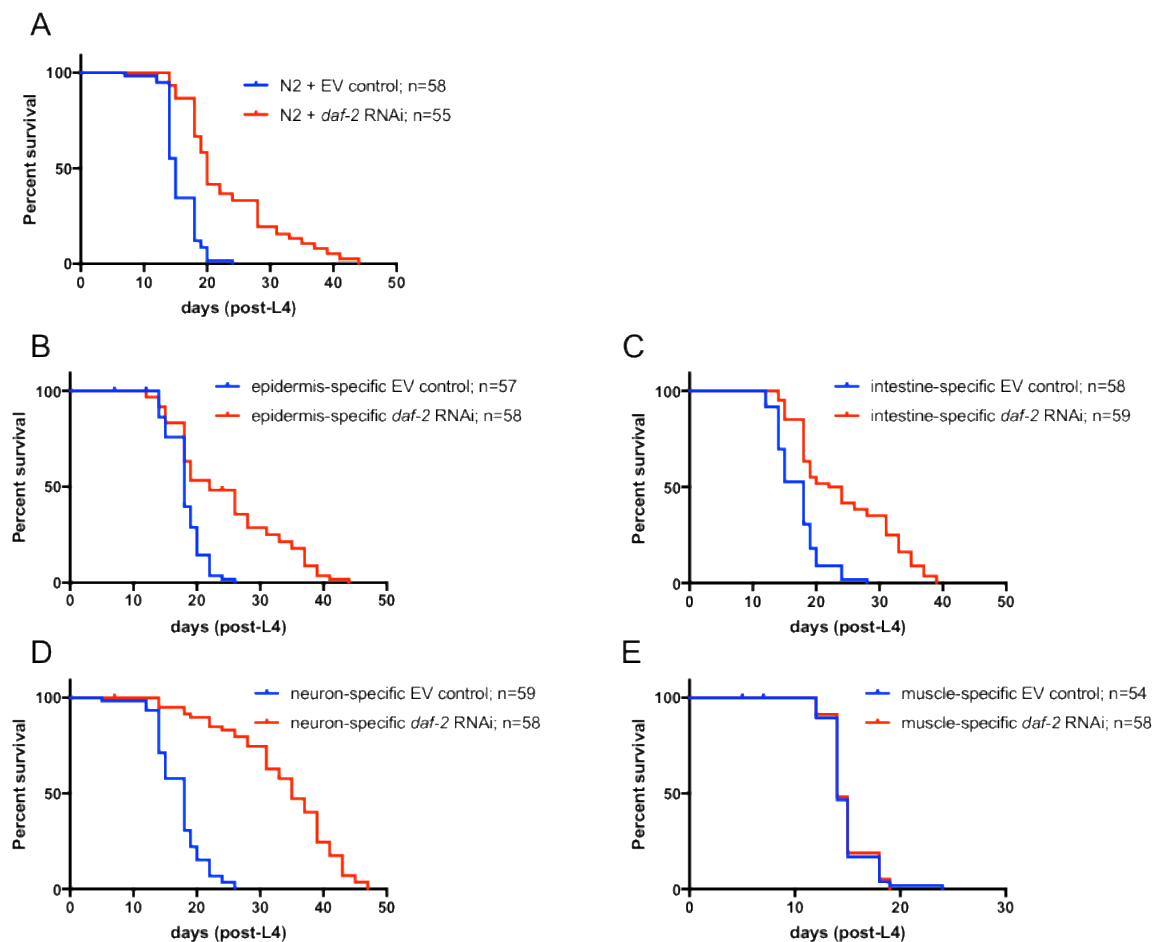 A
100
50
0
0 10 20 30 40 50
Percent survival
days (post-L4)
N2 + EV control; n=58
N2 + daf-2 RNAi; n=55
B
100
50
0
0 10 20 30 40 50
Percent survival
days (post-L4)
epidermis-specific EV control; n=57
epidermis-specific daf-2 RNAi; n=58
C
100
50
0
0 10 20 30 40 50
Percent survival
days (post-L4)
intestine-specific EV control; n=58
intestine-specific daf-2 RNAi; n=59
D
100
50
0
0 10 20 30 40 50
Percent survival
days (post-L4)
neuron-specific EV control; n=59
neuron-specific daf-2 RNAi; n=58
E
100
50
0
0 10 20 30
Percent survival
days (post-L4)
muscle-specific EV control; n=54
muscle-specific daf-2 RNAi; n=58